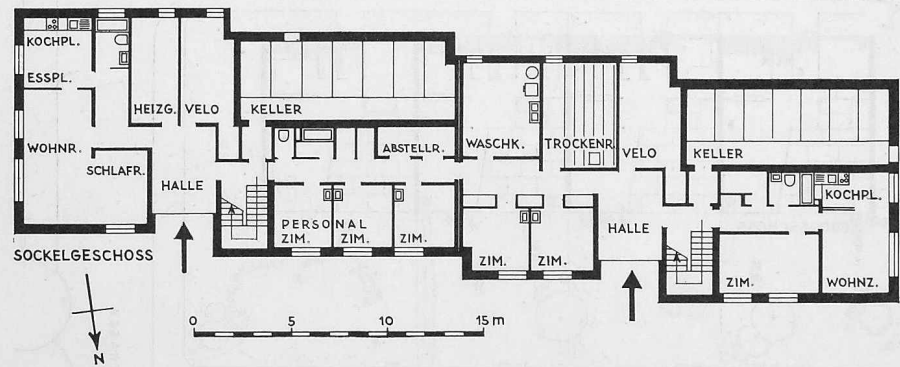 KOCHPL.
ESSPL.
WOHNR.
SCHLAFR.
HEIZG.
VELO
KELLER
HALLE
ABSTELLR.
PERSONAL
ZIM.
ZIM.
ZIM.
WASCHK.
TROCKENR.
VELO
KELLER
ZIM.
ZIM.
HALLE
KOCHPL.
ZIM.
WOHNZ.
SOCKELGESCHOSS
N
0 5 10 15 m